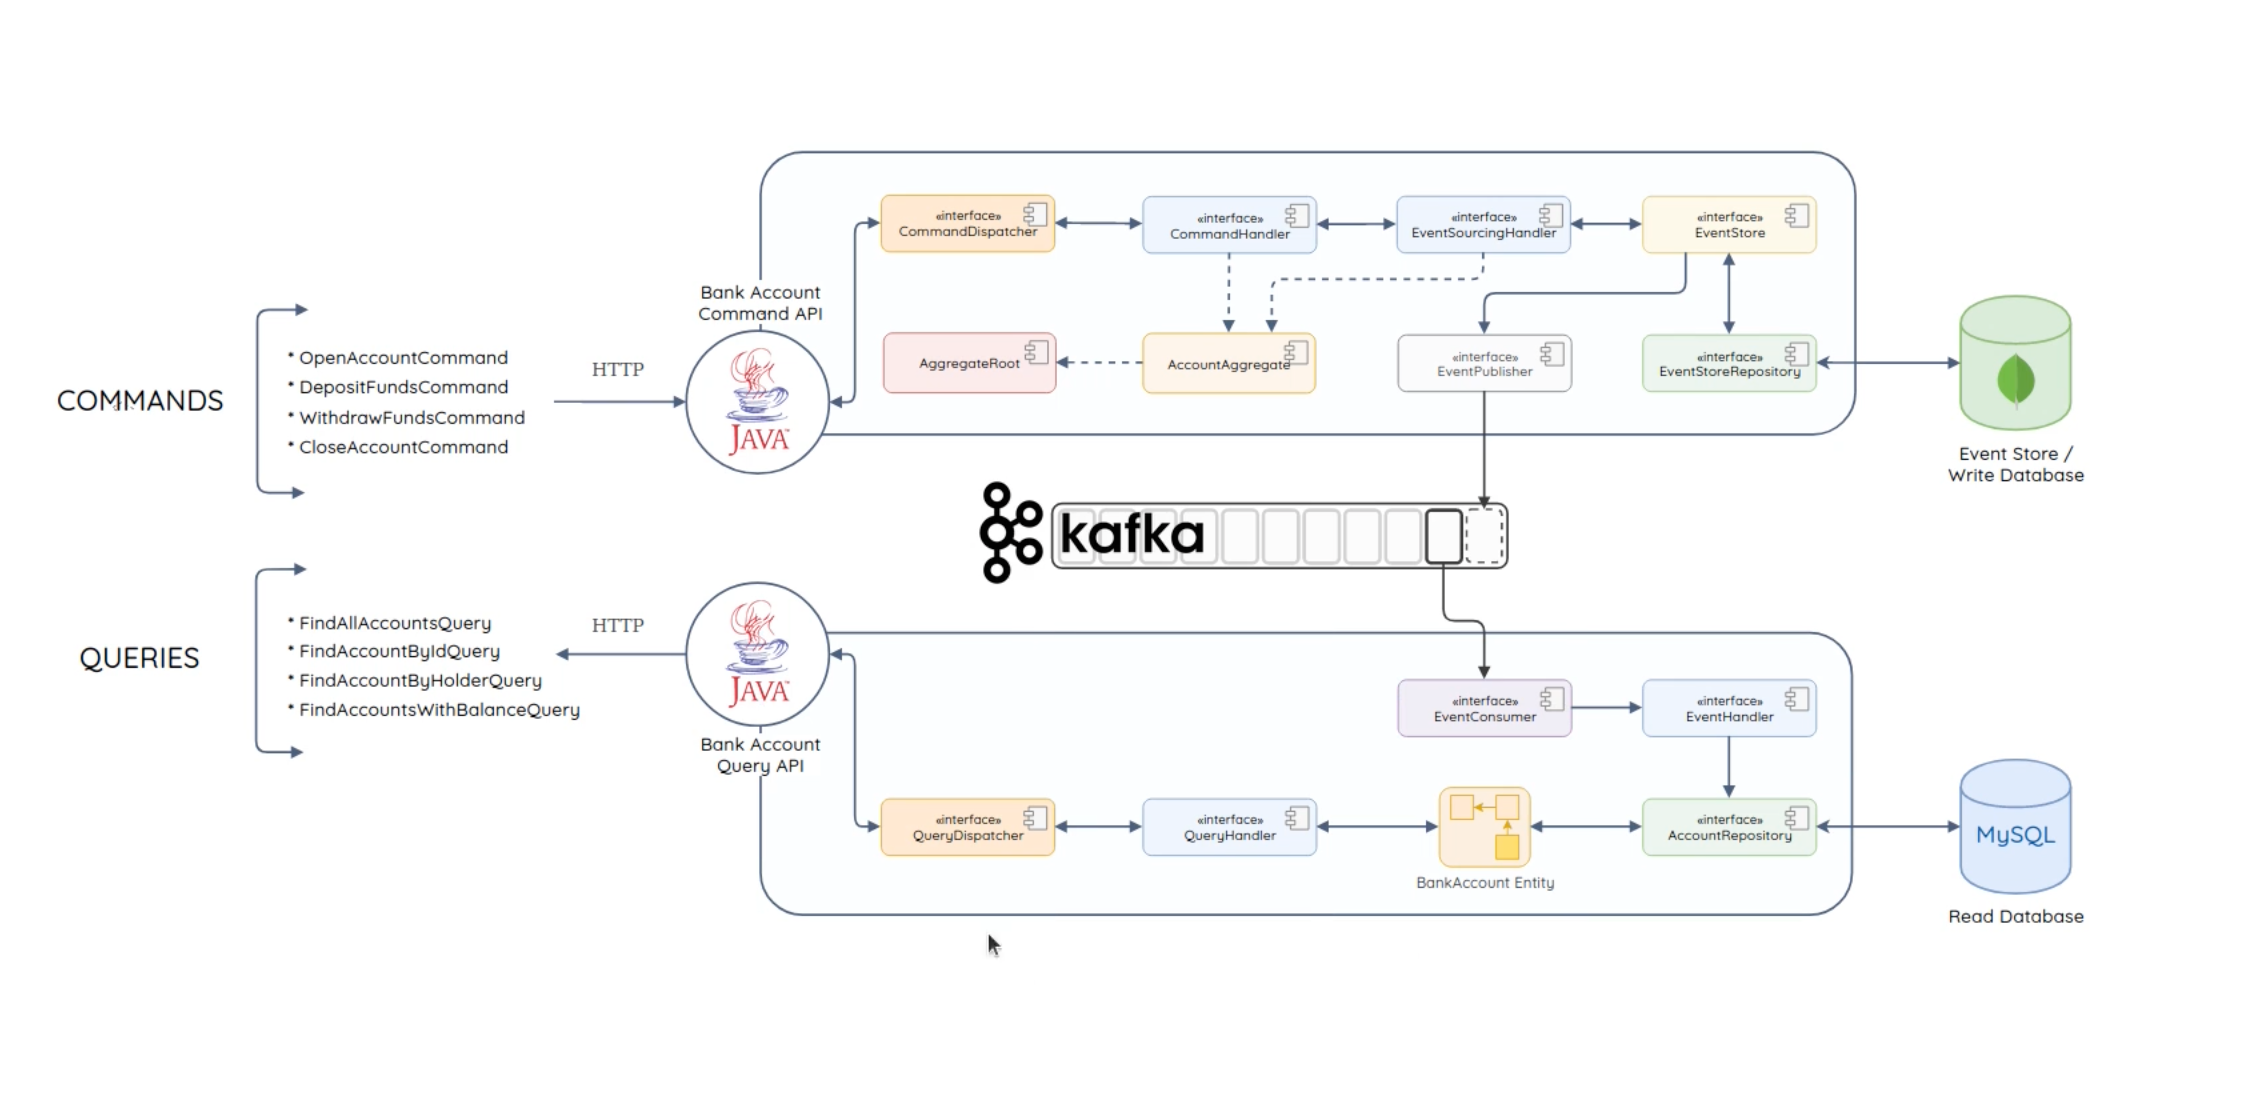 «interface»
CommandDispatcher
«interface»
CommandHandler
«interface»
EventSourcingHandler
«interface»
EventStore
Bank Account
Command API
COMMANDS
* OpenAccountCommand
* DepositFundsCommand
* WithdrawFundsCommand
* CloseAccountCommand
HTTP
JAVA™
AggregateRoot
AccountAggregate
«interface»
EventPublisher
«interface»
EventStoreRepository
Event Store /
Write Database
kafka
QUERIES
* FindAllAccountsQuery
* FindAccountByIdQuery
* FindAccountByHolderQuery
* FindAccountsWithBalanceQuery
HTTP
JAVA™
Bank Account
Query API
«interface»
EventConsumer
«interface»
EventHandler
«interface»
QueryDispatcher
«interface»
QueryHandler
BankAccount Entity
«interface»
AccountRepository
MySQL
Read Database